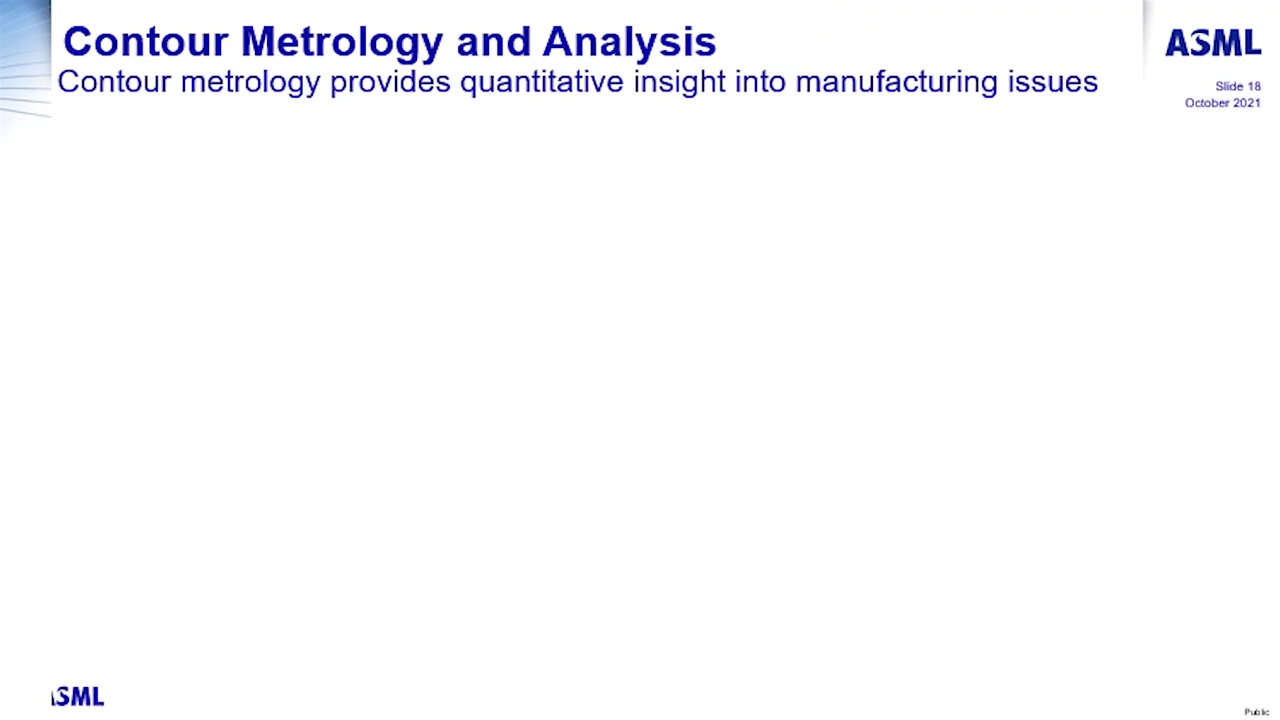 Contour Metrology and Analysis
Contour metrology provides quantitative insight into manufacturing issues
ASML
Slide 18
October 2021
ASML
Public